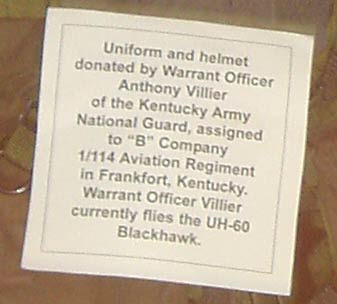 Uniform and helmet
donated by Warrant Officer
Anthony Villier
of the Kentucky Army
National Guard, assigned
to “B” Company
1/114 Aviation Regiment
in Frankfort, Kentucky.
Warrant Officer Villier
currently flies the UH-60
Blackhawk.